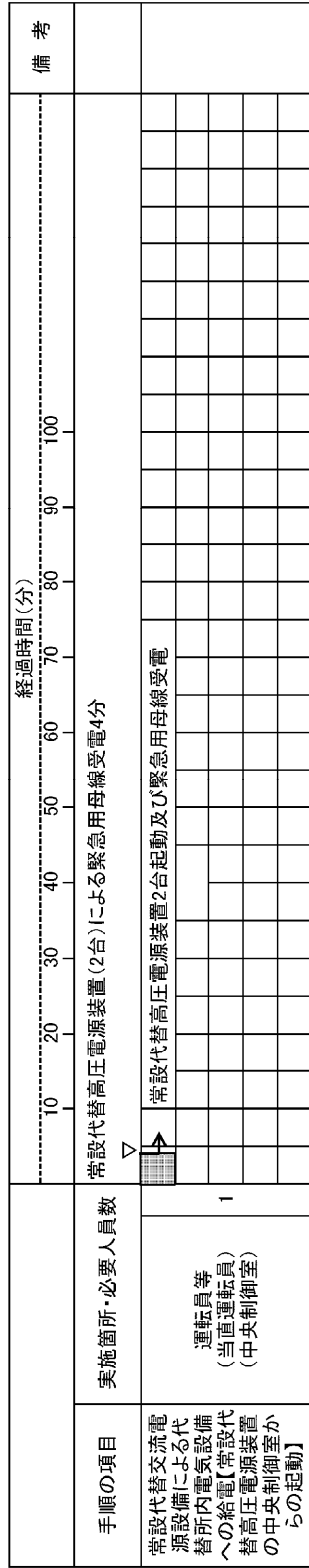 経過時間(分)
備 考
10 20 30 40 50 60 70 80 90 100
手順の項目
実施箇所・必要人員数
常設代替高圧電源装置(2台)による緊急用母線受電4分
▽
常設代替交流電
源設備による代
替所内電気設備
への給電【常設代
替高圧電源装置
の中央制御室か
らの起動】
運転員等
(当直運転員)
(中央制御室)
1
常設代替高圧電源装置2台起動及び緊急用母線受電